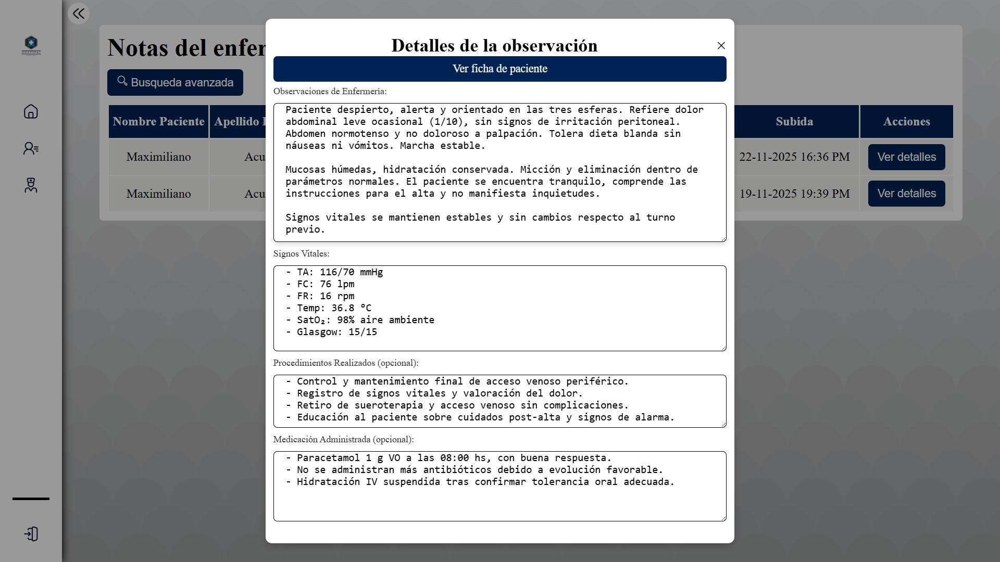 Notas del enfer
Busqueda avanzada
Nombre Paciente
Apellido
Subida
Acciones
Maximiliano
Acu
22-11-2025 16:36 PM
Ver detalles
Maximiliano
Acu
19-11-2025 19:39 PM
Ver detalles
Detalles de la observación
Ver ficha de paciente
Observaciones de Enfermería:
Paciente despierto, alerta y orientado en las tres esferas. Refiere dolor
abdominal leve ocasional (1/10), sin signos de irritación peritoneal.
Abdomen normotenso y no doloroso a palpación. Tolera dieta blanda sin
náuseas ni vómitos. Marcha estable.
Mucosas húmedas, hidratación conservada. Micción y eliminación dentro de
parámetros normales. El paciente se encuentra tranquilo, comprende las
instrucciones para el alta y no manifiesta inquietudes.
Signos vitales se mantienen estables y sin cambios respecto al turno
previo.
Signos Vitales:
- TA: 116/70 mmHg
- FC: 76 lpm
- FR: 16 rpm
- Temp: 36.8 °C
- SatO₂: 98% aire ambiente
- Glasgow: 15/15
Procedimientos Realizados (opcional):
- Control y mantenimiento final de acceso venoso periférico.
- Registro de signos vitales y valoración del dolor.
- Retiro de sueroterapia y acceso venoso sin complicaciones.
- Educación al paciente sobre cuidados post-alta y signos de alarma.
Medicación Administrada (opcional):
- Paracetamol 1 g VO a las 08:00 hs, con buena respuesta.
- No se administran más antibióticos debido a evolución favorable.
- Hidratación IV suspendida tras confirmar tolerancia oral adecuada.